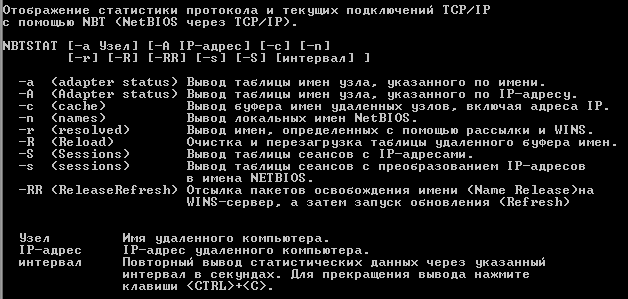 Отображение статистики протокола и текущих подключений TCP/IP
с помощью NBT (NetBIOS через TCP/IP).
NBTSTAT [-a Узел] [-A IP-адрес] [-c] [-n]
[-r] [-R] [-RR] [-s] [-S] [интервал] ]
-a (adapter status) Вывод таблицы имен узла, указанного по имени.
-A (Adapter status) Вывод таблицы имен узла, указанного по IP-адресу.
-c (cache) Вывод буфера имен удаленных узлов, включая адреса IP.
-n (names) Вывод локальных имен NetBIOS.
-r (resolved) Вывод имен, определенных с помощью рассылки и WINS.
-R (Reload) Очистка и перезагрузка таблицы удаленного буфера имен.
-S (Sessions) Вывод таблицы сеансов с IP-адресами.
-s (sessions) Вывод таблицы сеансов с преобразованием IP-адресов
в имена NETBIOS.
-RR (ReleaseRefresh) Отсылка пакетов освобождения имени (Name Release)на
WINS-сервер, а затем запуск обновления (Refresh)
Узел Имя удаленного компьютера.
IP-адрес IP-адрес удаленного компьютера.
интервал Повторный вывод статистических данных через указанный
интервал в секундах. Для прекращения вывода нажмите
клавиши <CTRL>+<C>.